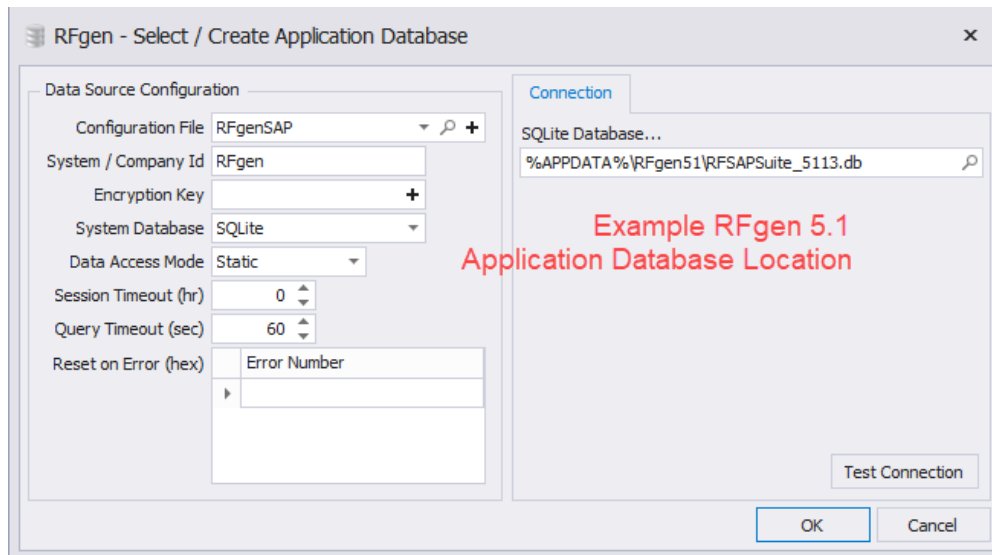 RFgen - Select / Create Application Database
Data Source Configuration
Configuration File RFgenSAP
System / Company Id RFgen
Encryption Key
System Database SQLite
Data Access Mode Static
Session Timeout (hr) 0
Query Timeout (sec) 60
Reset on Error (hex) Error Number
Connection
SQLite Database...
%APPDATA%\RFgen51\RFSAPSuite_5113.db
Example RFgen 5.1
Application Database Location
Test Connection
OK Cancel